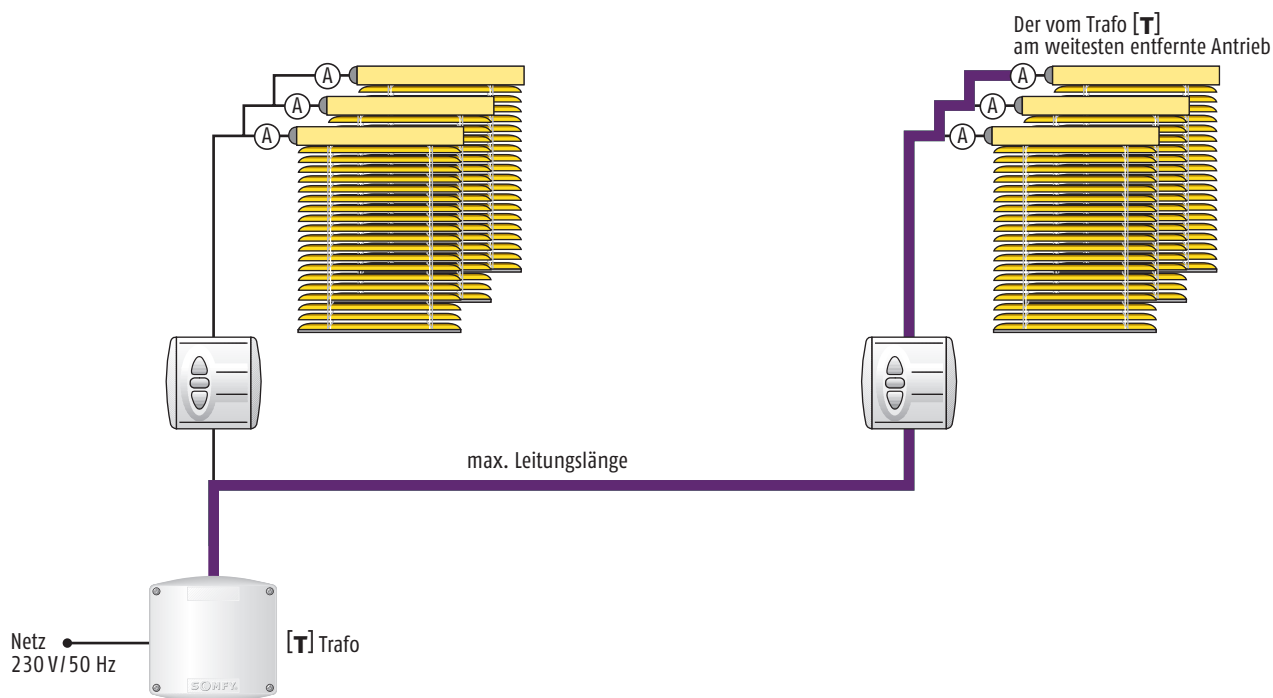 Der vom Trafo [T]
am weitesten entfernte Antrieb
A
A
A
A
A
A
max. Leitungslänge
Netz
230 V/50 Hz
[T] Trafo
SOMFY.